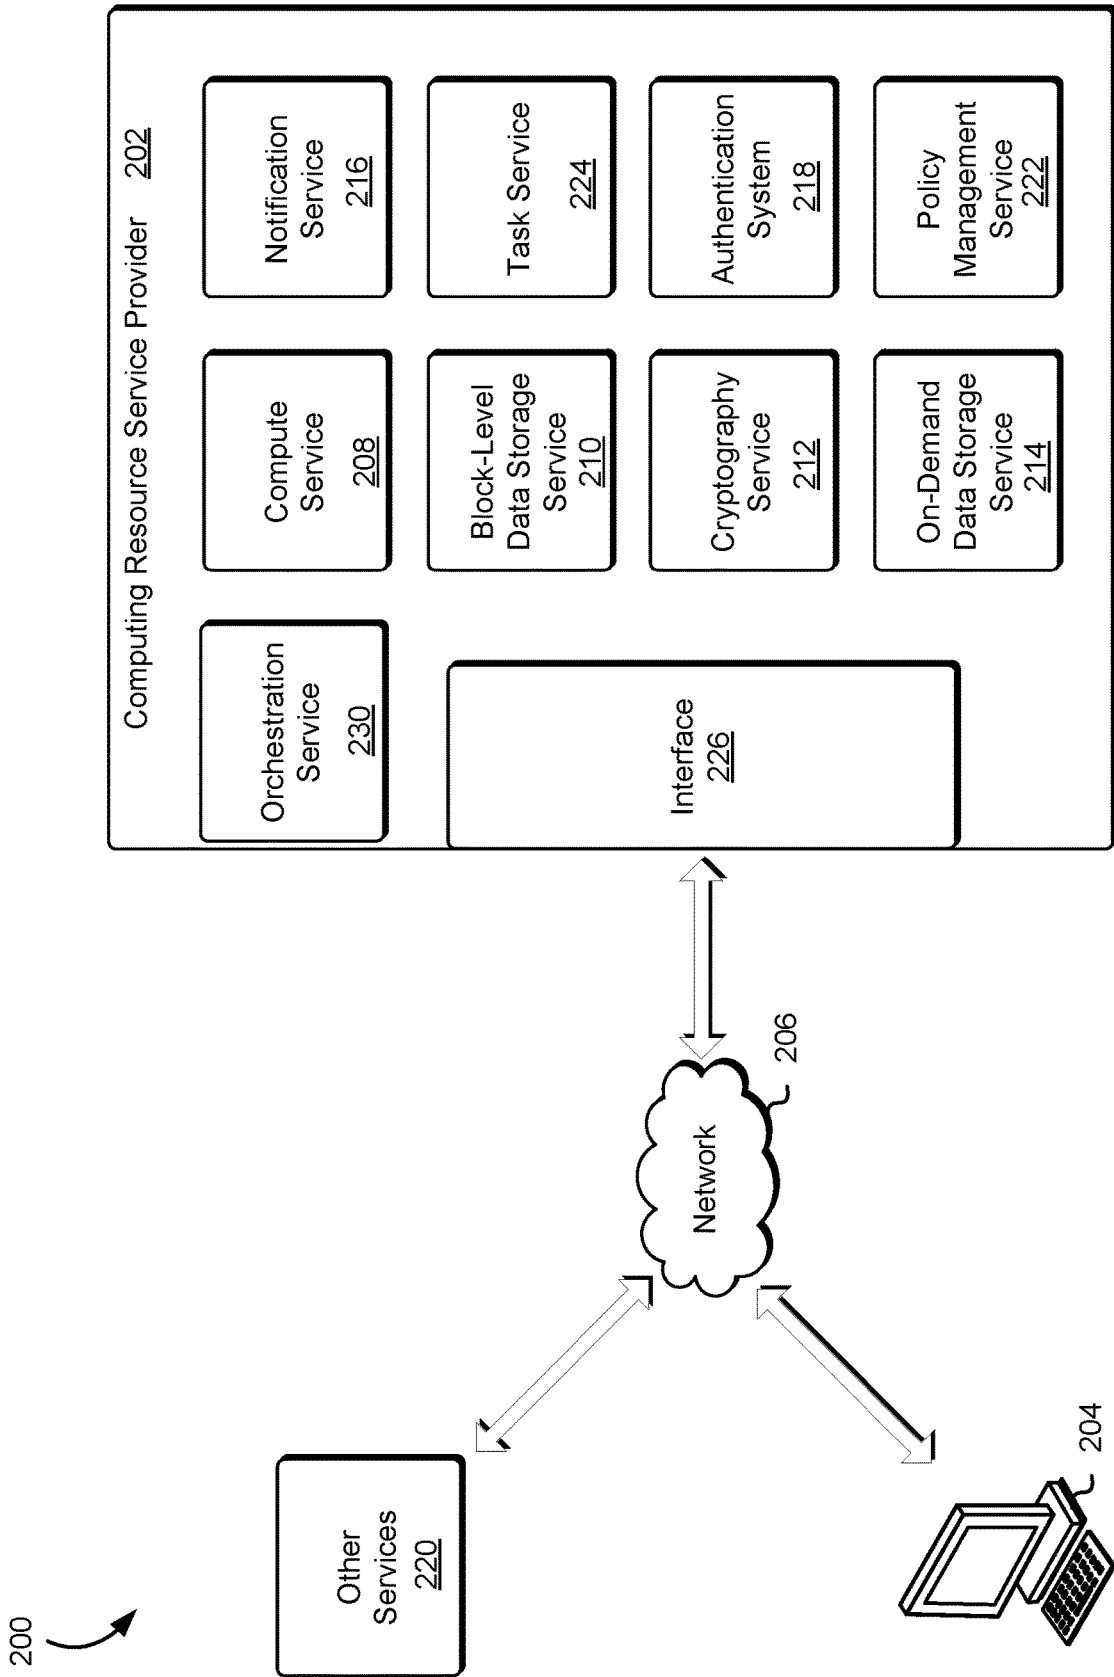 200
Other
Services
220
204
Network
206
Computing Resource Service Provider 202
Orchestration
Service
230
Interface
226
Compute
Service
208
Notification
Service
216
Block-Level
Data Storage
Service
210
Task Service
224
Cryptography
Service
212
Authentication
System
218
On-Demand
Data Storage
Service
214
Policy
Management
Service
222